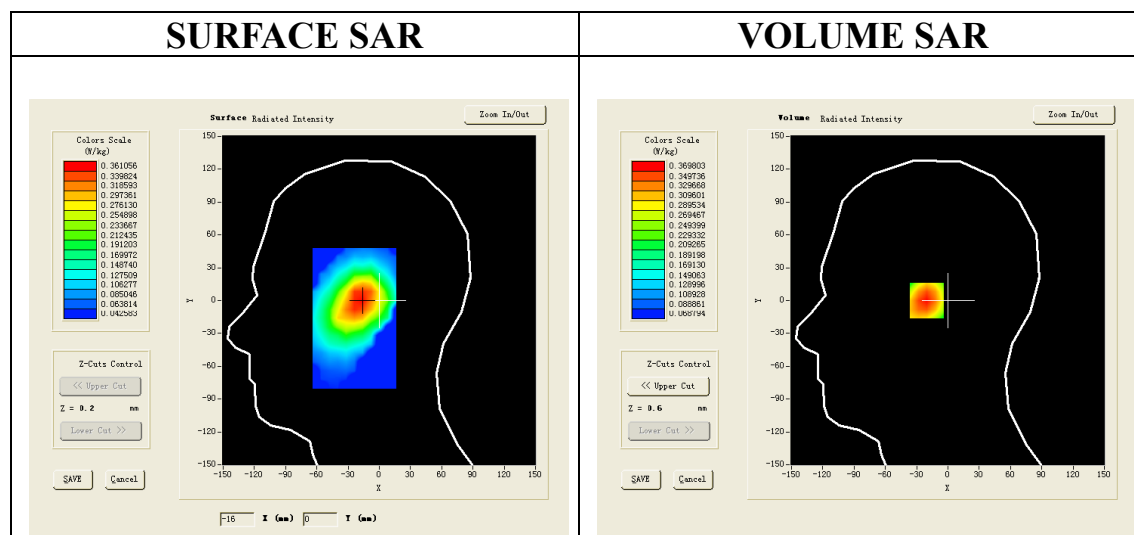 SURFACE SAR
VOLUME SAR
Surface Radiated Intensity
Zoom In/Out
Colors Scale
(W/kg)
0.361056
0.339824
0.318593
0.297361
0.276130
0.254898
0.233667
0.212435
0.191203
0.169972
0.148740
0.127509
0.106277
0.085046
0.063814
0.042583
Z-Cuts Control
<< Upper Cut
Z = 0.2 mm
Lower Cut >>
SAVE
Cancel
150
120
90
60
30
0
-30
-60
-90
-120
-150
Y
-150 -120 -90 -60 -30 0 30 60 90 120 150
X
-16 X (mm) 0 Y (mm)
Volume Radiated Intensity
Zoom In/Out
Colors Scale
(W/kg)
0.369803
0.349736
0.329668
0.309601
0.289534
0.269467
0.249399
0.229332
0.209265
0.189198
0.169130
0.149063
0.128996
0.108928
0.088861
0.068794
Z-Cuts Control
<< Upper Cut
Z = 0.6 mm
Lower Cut >>
SAVE
Cancel
150
120
90
60
30
0
-30
-60
-90
-120
-150
Y
-150 -120 -90 -60 -30 0 30 60 90 120 150
X